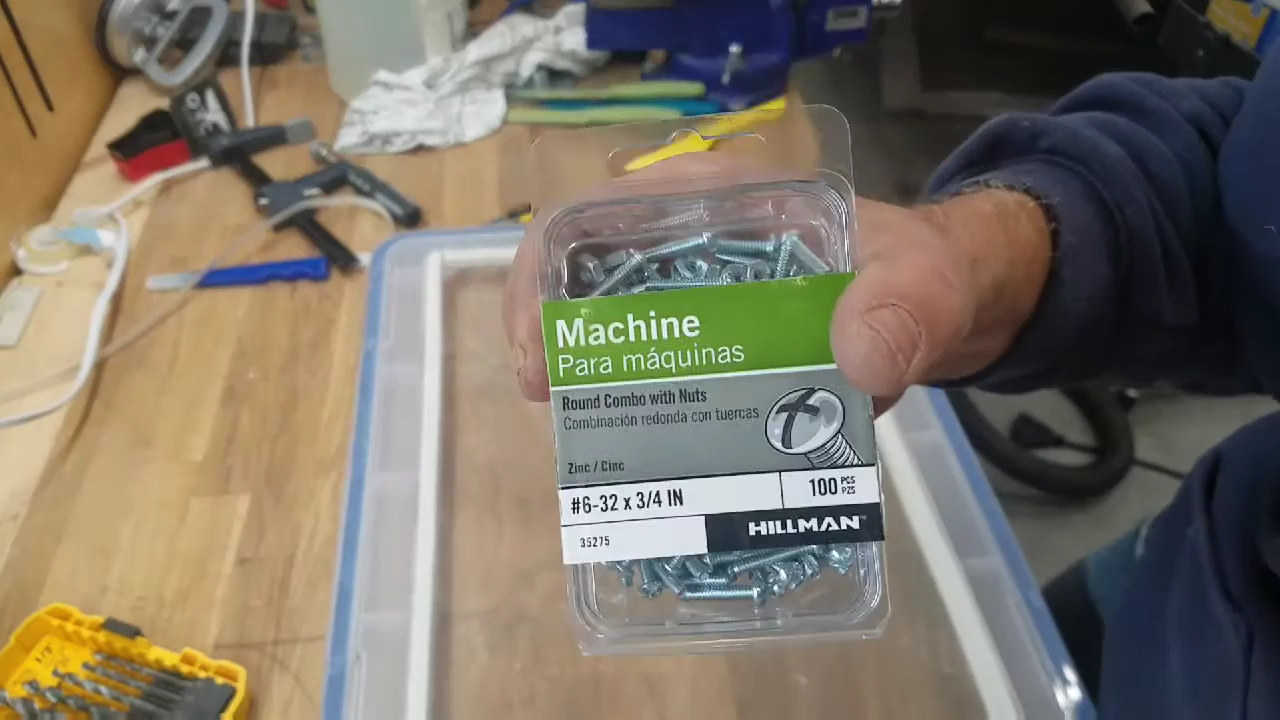 Machine
Para máquinas
Round Combo with Nuts
Combinación redonda con tuercas
Zinc / Cinc
#6-32 x 3/4 IN
100 PCS
PZS
HILLMAN™
35275